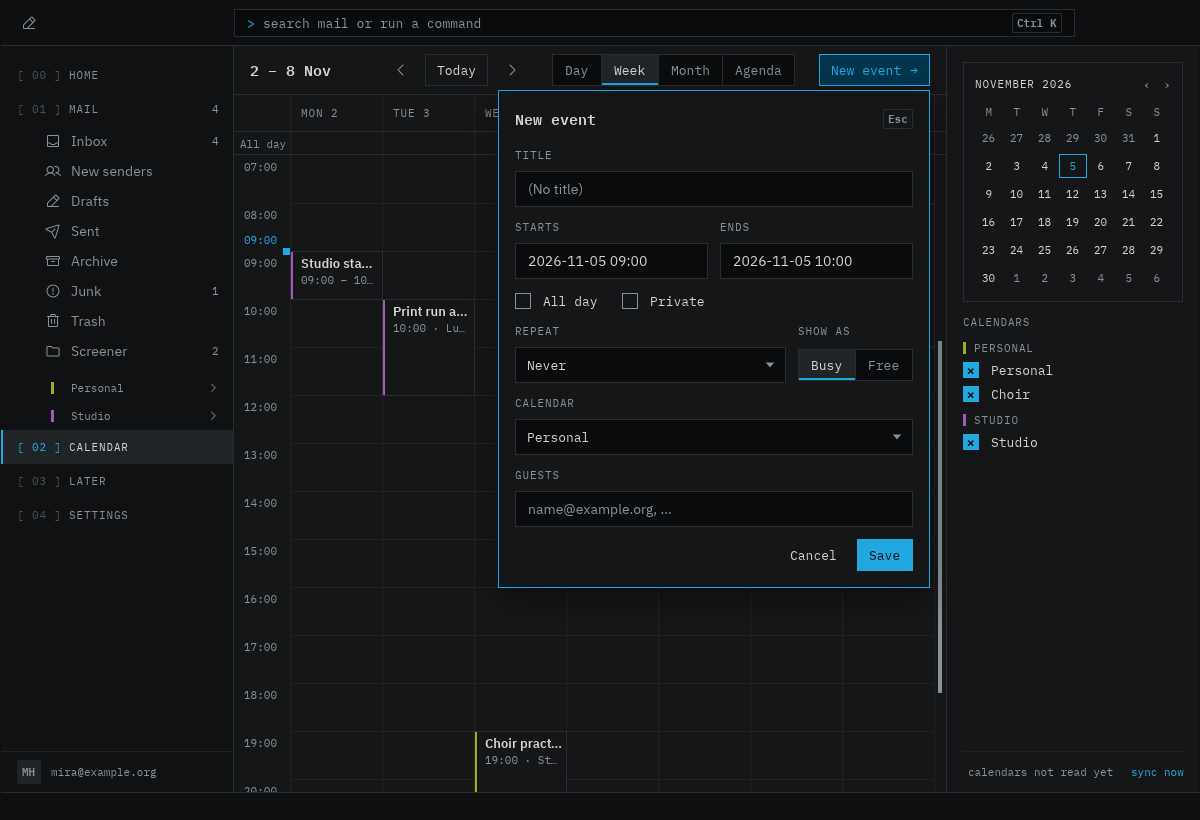 > search mail or run a command Ctrl K
[ 00 ] HOME
[ 01 ] MAIL 4
Inbox 4
New senders
Drafts
Sent
Archive
Junk 1
Trash
Screener 2
Personal
Studio
[ 02 ] CALENDAR
[ 03 ] LATER
[ 04 ] SETTINGS
MH mira@example.org
2 – 8 Nov
Today
Day Week Month Agenda
New event →
MON 2 TUE 3 WE
All day
07:00
08:00
09:00
09:00
10:00
11:00
12:00
13:00
14:00
15:00
16:00
17:00
18:00
19:00
20:00
Studio sta…
09:00 – 10…
Print run a…
10:00 · Lu…
Choir pract…
19:00 · St…
New event Esc
TITLE
(No title)
STARTS ENDS
2026-11-05 09:00 2026-11-05 10:00
All day Private
REPEAT SHOW AS
Never Busy Free
CALENDAR
Personal
GUESTS
name@example.org, …
Cancel Save
NOVEMBER 2026 ‹ ›
M T W T F S S
26 27 28 29 30 31 1
2 3 4 5 6 7 8
9 10 11 12 13 14 15
16 17 18 19 20 21 22
23 24 25 26 27 28 29
30 1 2 3 4 5 6
CALENDARS
PERSONAL
Personal
Choir
STUDIO
Studio
calendars not read yet sync now